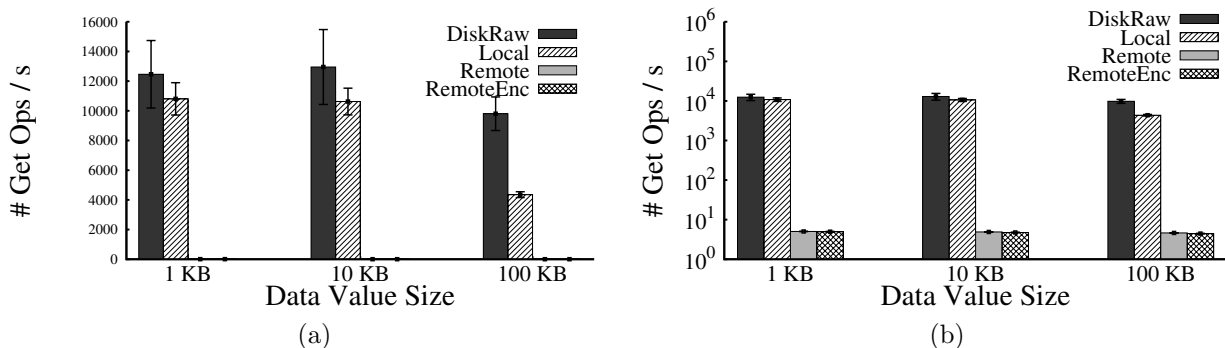 # Get Ops / s
16000
14000
12000
10000
8000
6000
4000
2000
0
DiskRaw
Local
Remote
RemoteEnc
1 KB
10 KB
100 KB
Data Value Size
(a)
# Get Ops / s
10^6
10^5
10^4
10^3
10^2
10^1
10^0
DiskRaw
Local
Remote
RemoteEnc
1 KB
10 KB
100 KB
Data Value Size
(b)